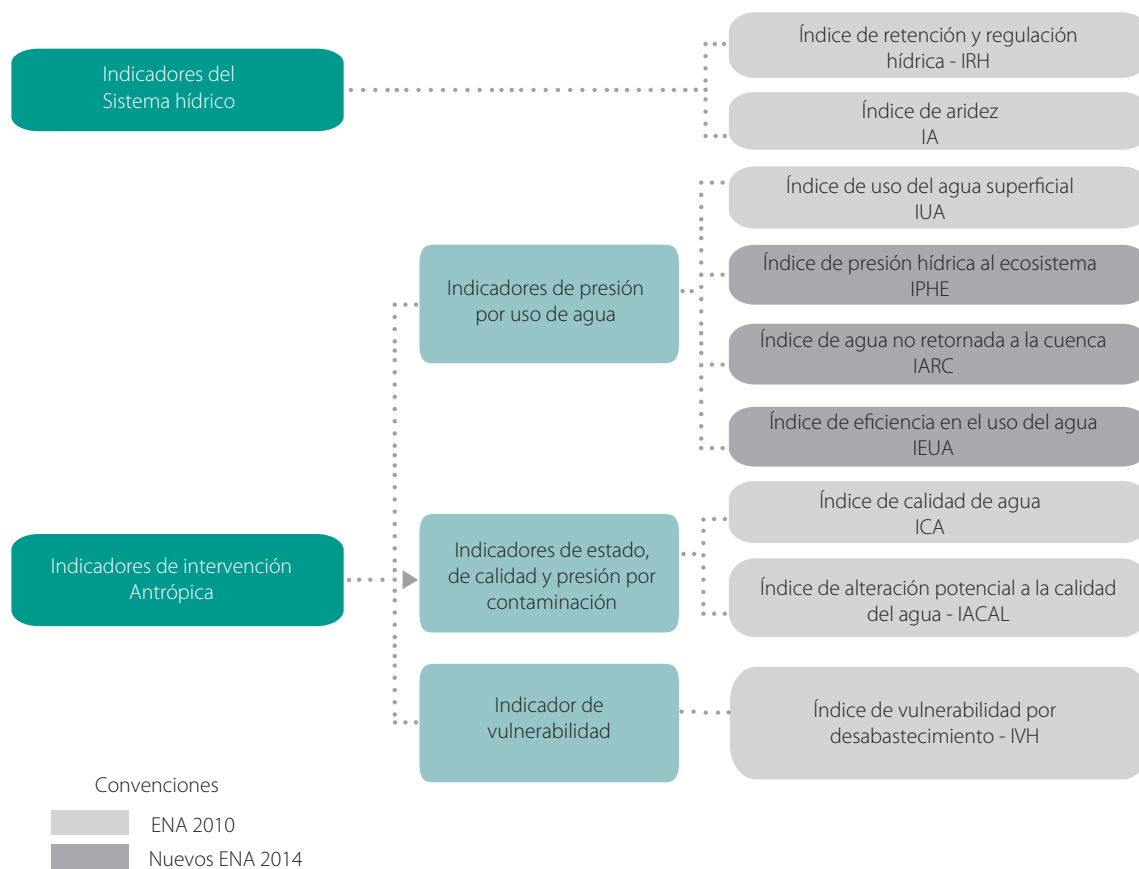 Indicadores del
Sistema hídrico
Índice de retención y regulación
hídrica - IRH
Índice de aridez
IA
Indicadores de intervención
Antrópica
Indicadores de presión
por uso de agua
Índice de uso del agua superficial
IUA
Índice de presión hídrica al ecosistema
IPHE
Índice de agua no retornada a la cuenca
IARC
Índice de eficiencia en el uso del agua
IEUA
Indicadores de estado,
de calidad y presión por
contaminación
Índice de calidad de agua
ICA
Índice de alteración potencial a la calidad
del agua - IACAL
Indicador de
vulnerabilidad
Índice de vulnerabilidad por
desabastecimiento - IVH
Convenciones
ENA 2010
Nuevos ENA 2014